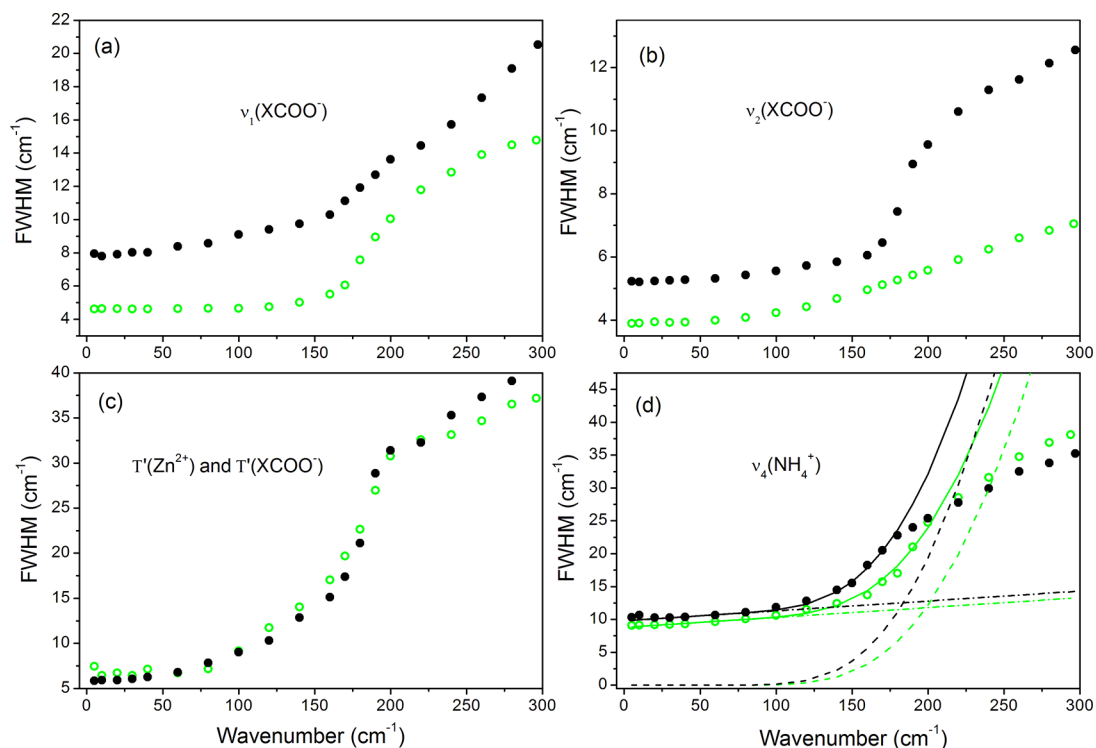 (a)
ν₁(XCOO⁻)
FWHM (cm⁻¹)
22
20
18
16
14
12
10
8
6
4
0 50 100 150 200 250 300
(b)
ν₂(XCOO⁻)
FWHM (cm⁻¹)
12
10
8
6
4
0 50 100 150 200 250 300
(c)
T'(Zn²⁺) and T'(XCOO⁻)
FWHM (cm⁻¹)
40
35
30
25
20
15
10
5
0 50 100 150 200 250 300
Wavenumber (cm⁻¹)
(d)
ν₄(NH₄⁺)
FWHM (cm⁻¹)
45
40
35
30
25
20
15
10
5
0
0 50 100 150 200 250 300
Wavenumber (cm⁻¹)